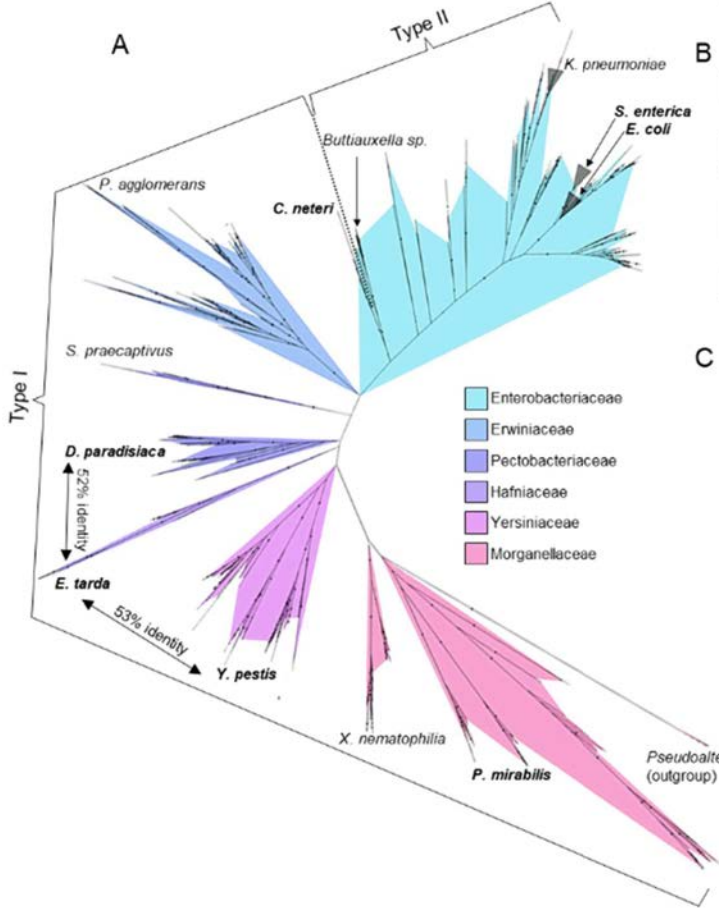 A
Type II
B
K. pneumoniae
S. enterica
E. coli
Buttiauxella sp.
P. agglomerans
C. neteri
S. praecaptivus
C
Type I
Enterobacteriaceae
Erwiniaceae
Pectobacteriaceae
Hafniaceae
Yersiniaceae
Morganellaceae
D. paradisiaca
52% identity
E. tarda
53% identity
Y. pestis
X. nematophilia
P. mirabilis
Pseudoalte
(outgroup)